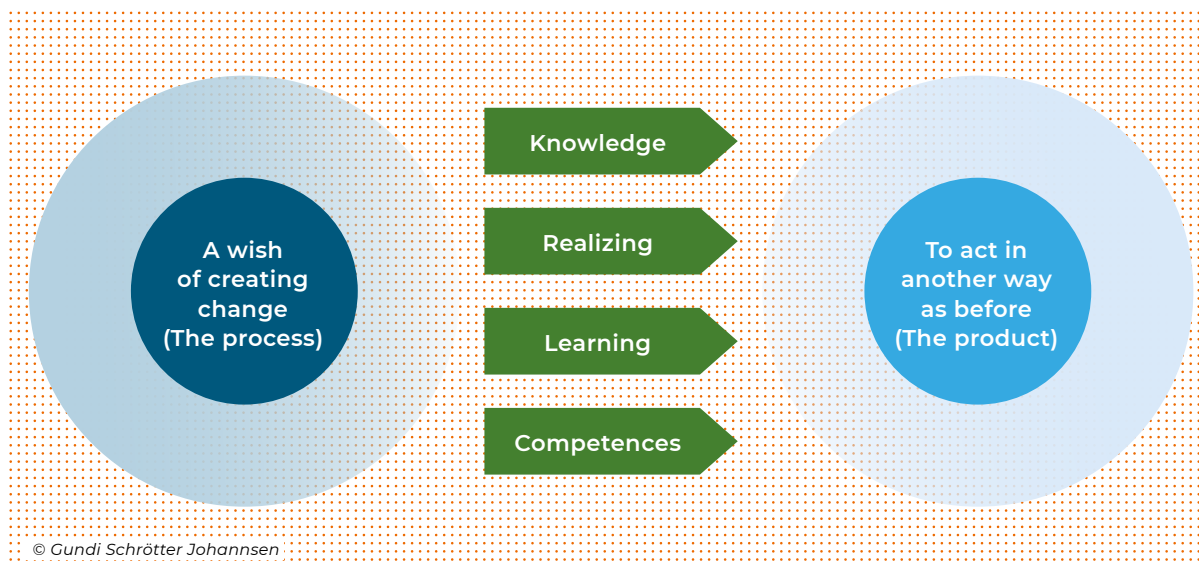 A wish
of creating
change
(The process)
Knowledge
Realizing
Learning
Competences
To act in
another way
as before
(The product)
© Gundi Schrötter Johannsen